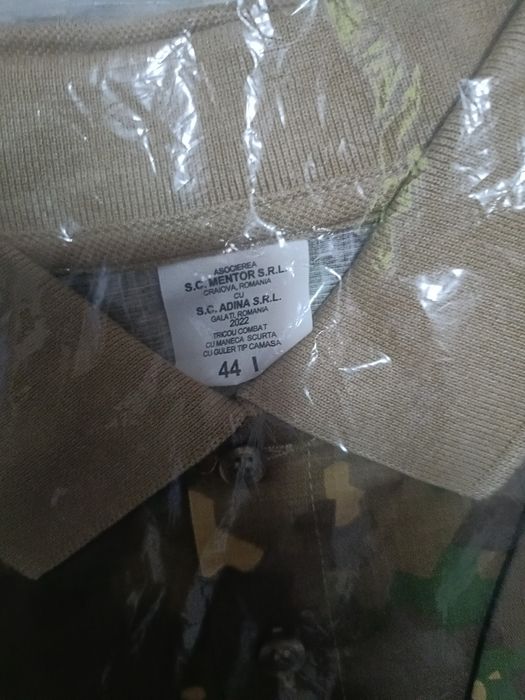 ASOCIEREA
S.C. MENTOR S.R.L.
CRAIOVA, ROMANIA
CU
S.C. ADINA S.R.L.
GALATI, ROMANIA
2022
TRICOU COMBAT
CU MANECA SCURTA
CU GULER TIP CAMASA
44 I